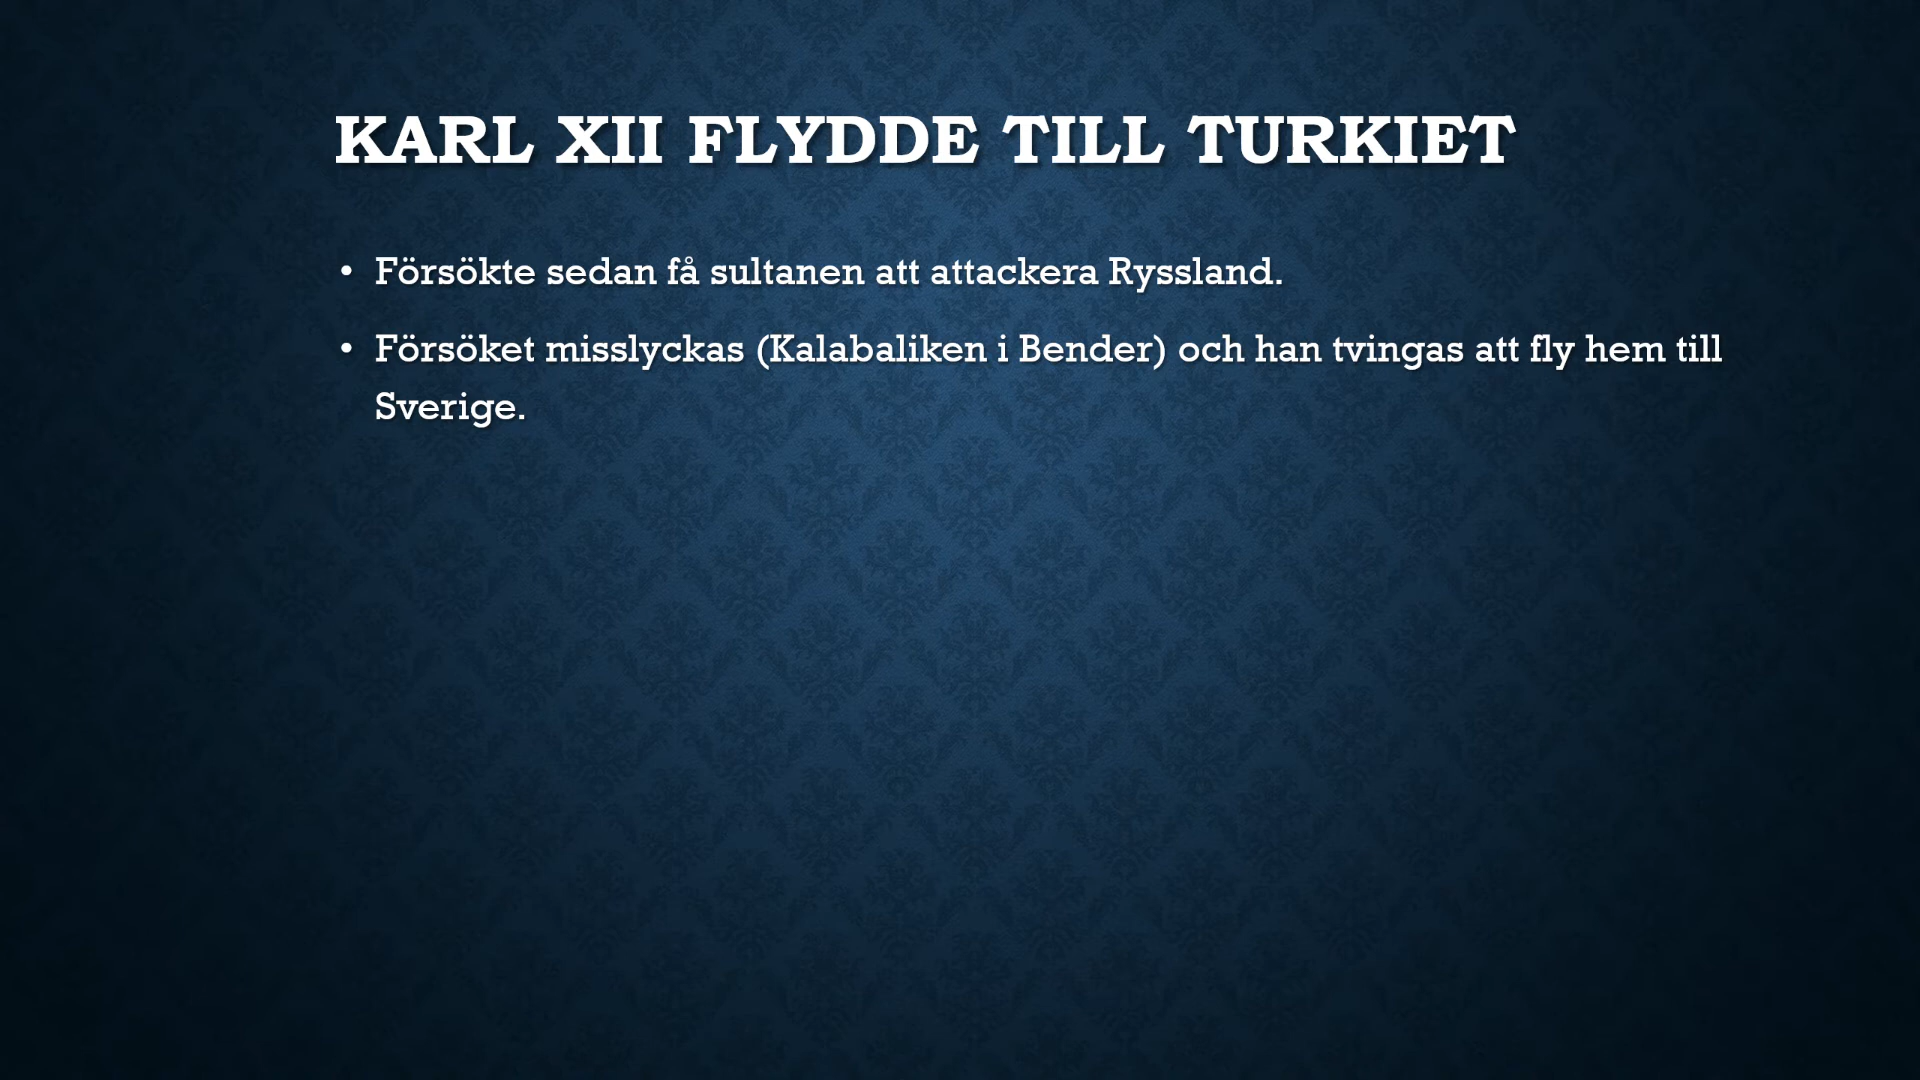 KARL XII FLYDDE TILL TURKIET
• Försökte sedan få sultanen att attackera Ryssland.
• Försöket misslyckas (Kalabaliken i Bender) och han tvingas att fly hem till
Sverige.